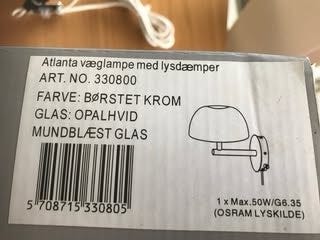 Atlanta væglampe med lysdæmper
ART. NO. 330800
FARVE: BØRSTET KROM
GLAS: OPALHVID
MUNDBLÆST GLAS
1 x Max.50W/G6.35
(OSRAM LYSKILDE)
5 708715 330805